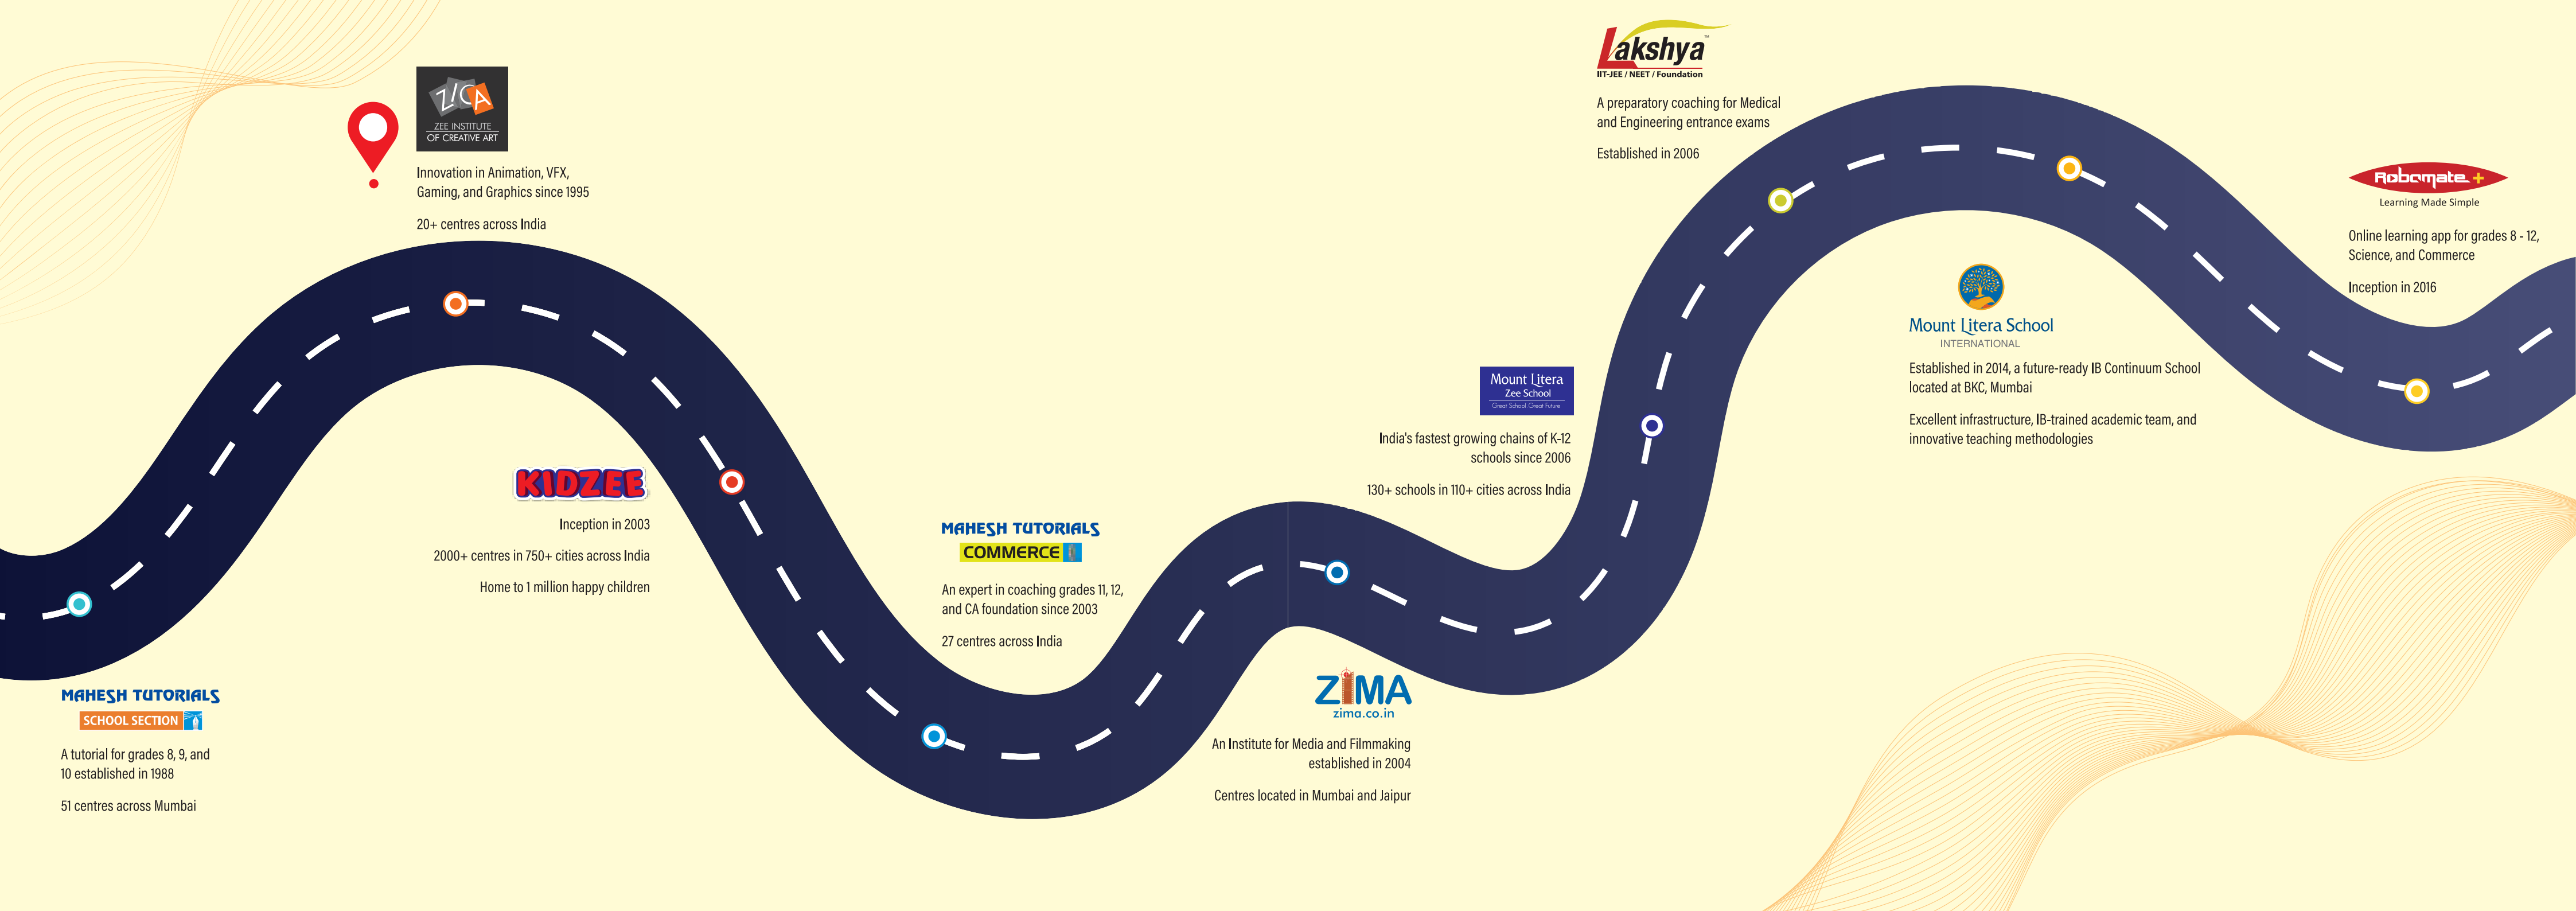 MAHESH TUTORIALS
SCHOOL SECTION
A tutorial for grades 8, 9, and
10 established in 1988
51 centres across Mumbai
ZICA
ZEE INSTITUTE
OF CREATIVE ART
Innovation in Animation, VFX,
Gaming, and Graphics since 1995
20+ centres across India
KIDZEE
Inception in 2003
2000+ centres in 750+ cities across India
Home to 1 million happy children
MAHESH TUTORIALS
COMMERCE
An expert in coaching grades 11, 12,
and CA foundation since 2003
27 centres across India
ZIMA
zima.co.in
An Institute for Media and Filmmaking
established in 2004
Centres located in Mumbai and Jaipur
Mount Litera
Zee School
Great School. Great Future
India's fastest growing chains of K-12
schools since 2006
130+ schools in 110+ cities across India
Lakshya™
IIT-JEE / NEET / Foundation
A preparatory coaching for Medical
and Engineering entrance exams
Established in 2006
Mount Litera School
INTERNATIONAL
Established in 2014, a future-ready IB Continuum School
located at BKC, Mumbai
Excellent infrastructure, IB-trained academic team, and
innovative teaching methodologies
Robomate+
Learning Made Simple
Online learning app for grades 8 - 12,
Science, and Commerce
Inception in 2016